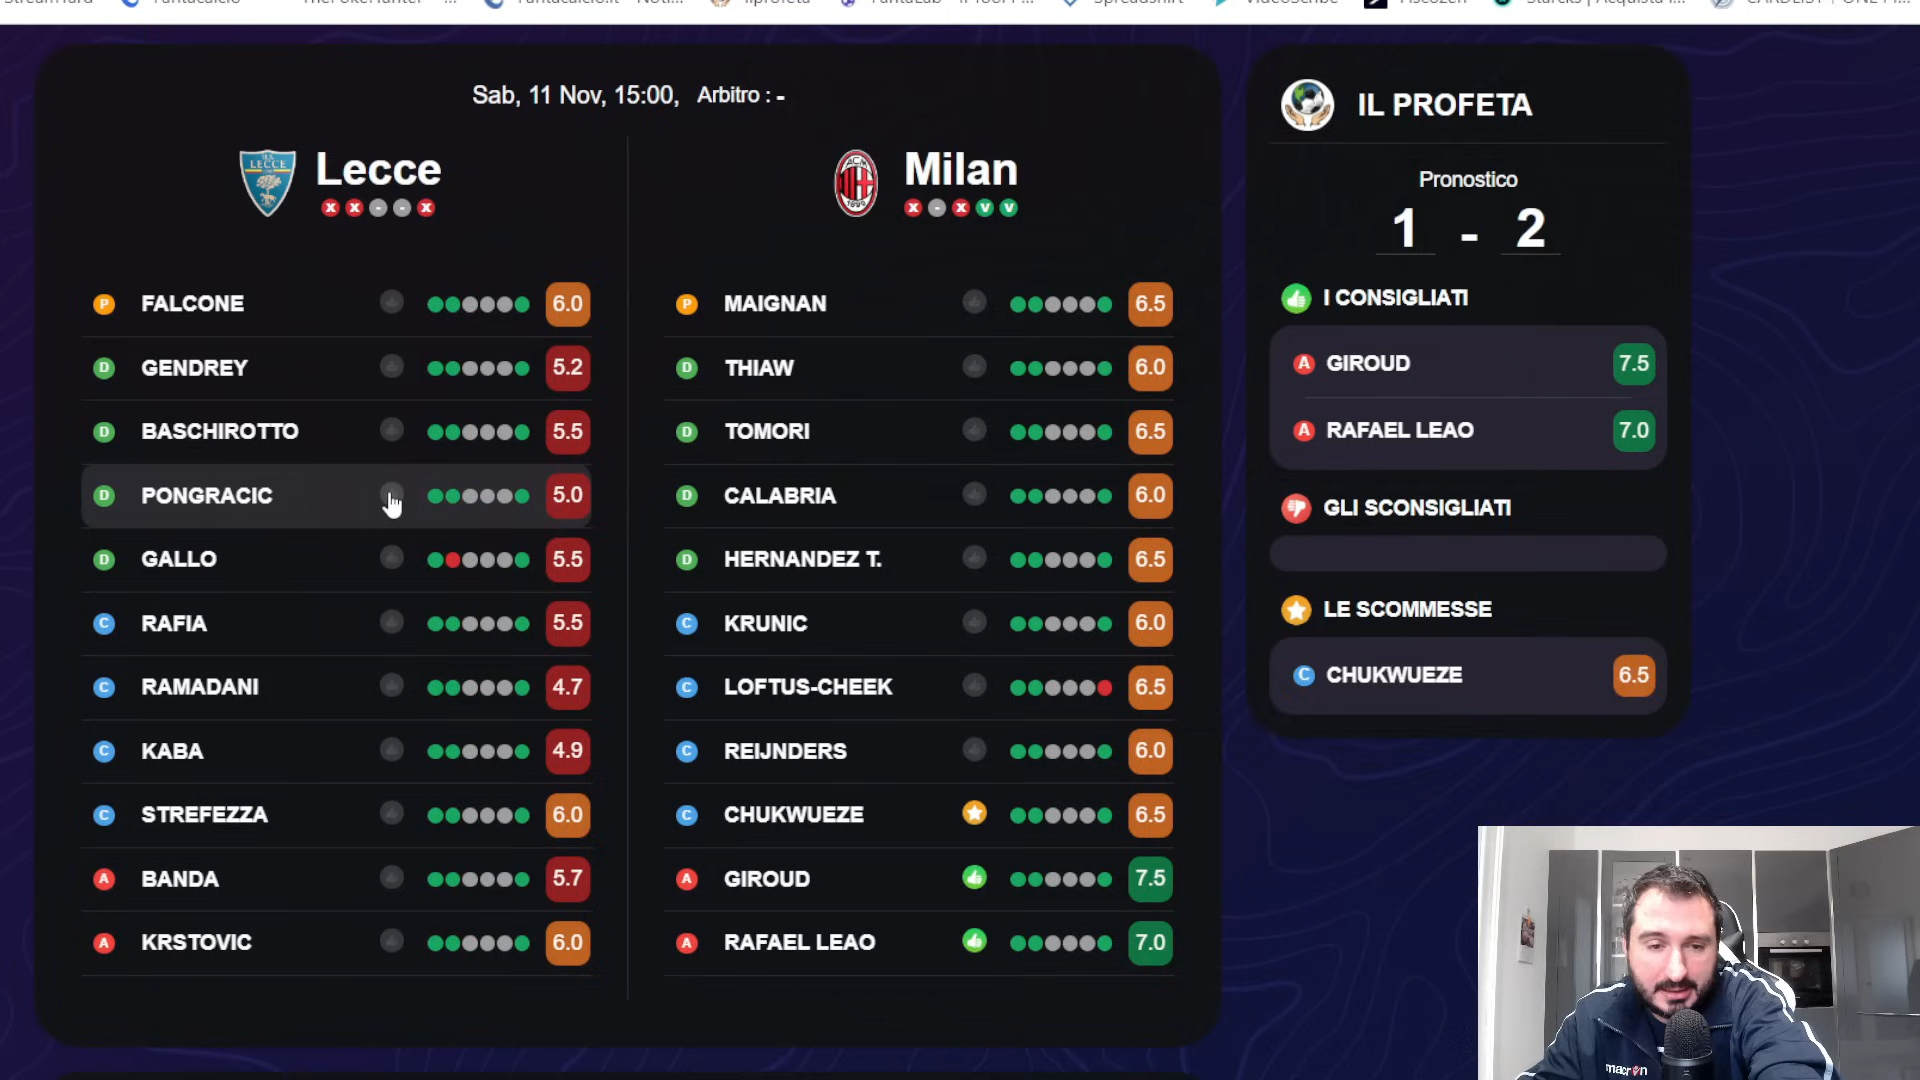 Sab, 11 Nov, 15:00, Arbitro : -
Lecce
X X - - X
FALCONE 6.0
GENDREY 5.2
BASCHIROTTO 5.5
PONGRACIC 5.0
GALLO 5.5
RAFIA 5.5
RAMADANI 4.7
KABA 4.9
STREFEZZA 6.0
BANDA 5.7
KRSTOVIC 6.0
Milan
X - X V V
MAIGNAN 6.5
THIAW 6.0
TOMORI 6.5
CALABRIA 6.0
HERNANDEZ T. 6.5
KRUNIC 6.0
LOFTUS-CHEEK 6.5
REIJNDERS 6.0
CHUKWUEZE 6.5
GIROUD 7.5
RAFAEL LEAO 7.0
IL PROFETA
Pronostico
1 - 2
I CONSIGLIATI
A GIROUD 7.5
A RAFAEL LEAO 7.0
GLI SCONSIGLIATI
LE SCOMMESSE
C CHUKWUEZE 6.5
macron